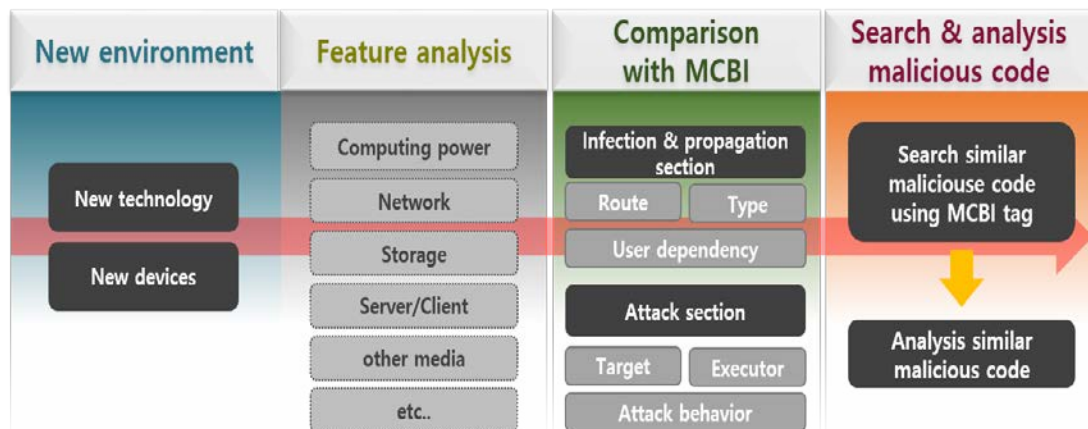 New environment
New technology
New devices
Feature analysis
Computing power
Network
Storage
Server/Client
other media
etc..
Comparison
with MCBI
Infection & propagation
section
Route
Type
User dependency
Attack section
Target
Executor
Attack behavior
Search & analysis
malicious code
Search similar
maliciouse code
using MCBI tag
Analysis similar
malicious code